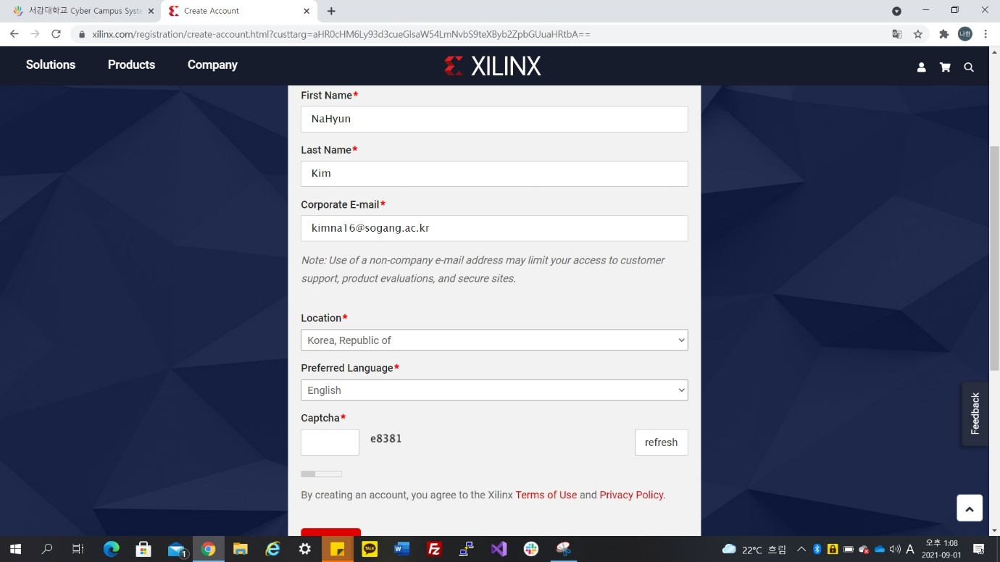 서강대학교 Cyber Campus Syste
Create Account
xilinx.com/registration/create-account.html?custtarg=aHR0cHM6Ly93d3cueGlsaW54LmNvbS9teXByb2ZpbGUuaHRtbA==
나현
Solutions Products Company
XILINX
First Name*
NaHyun
Last Name*
Kim
Corporate E-mail*
kimna16@sogang.ac.kr
Note: Use of a non-company e-mail address may limit your access to customer
support, product evaluations, and secure sites.
Location*
Korea, Republic of
Preferred Language*
English
Captcha*
e8381
refresh
By creating an account, you agree to the Xilinx Terms of Use and Privacy Policy.
Feedback
1
TALK
W
Fz
22°C 흐림
A
오후 1:08
2021-09-01